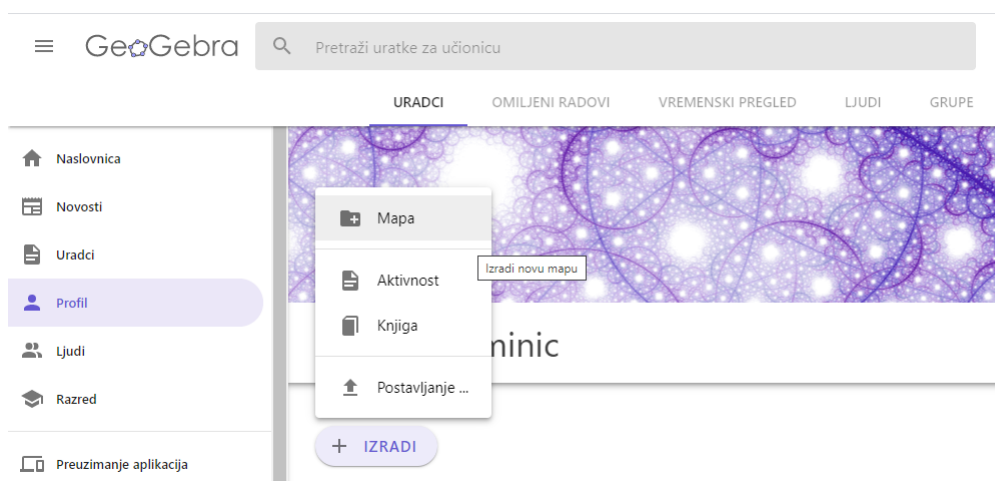 GeoGebra
Pretraži uratke za učionicu
URADCI OMILJENI RADOVI VREMENSKI PREGLED LJUDI GRUPE
Naslovnica
Novosti
Uradci
Profil
Ljudi
Razred
Preuzimanje aplikacija
Mapa
Izradi novu mapu
Aktivnost
Knjiga
Postavljanje ...
+ IZRADI